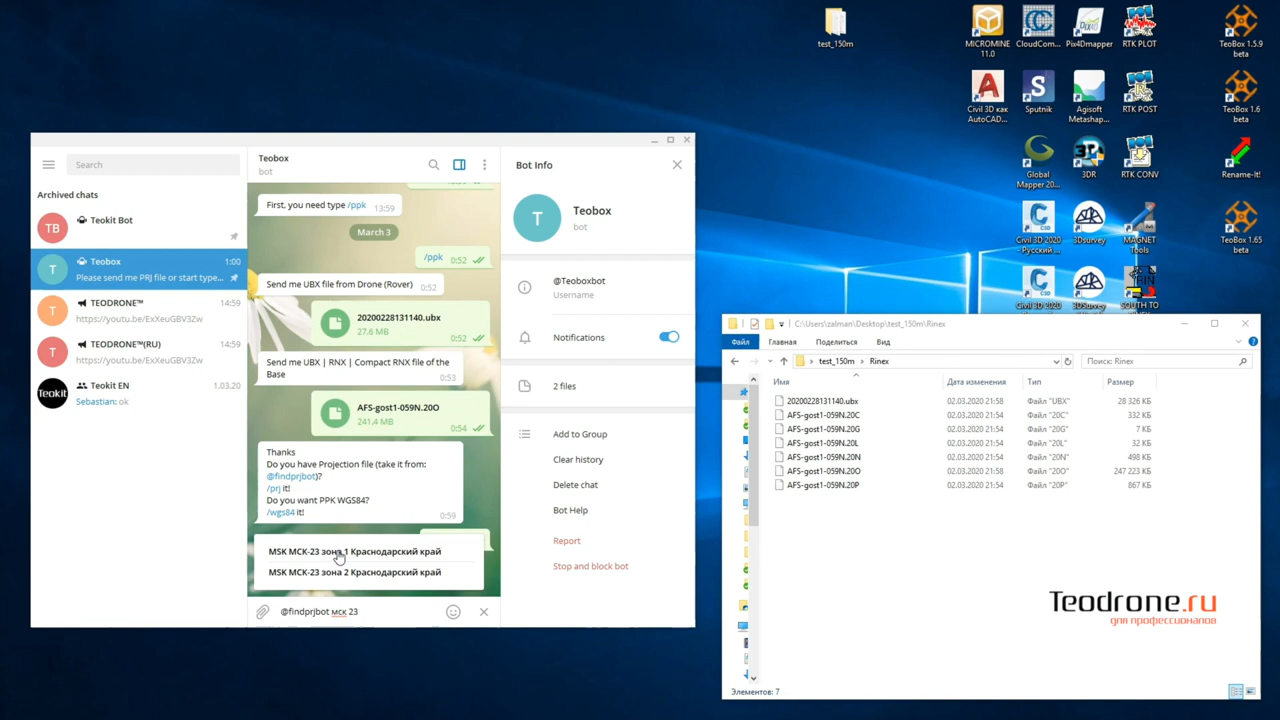 test_150m
MICROMINE
11.0
CloudCom...
Pix4Dmapper
RTK PLOT
TeoBox 1.5.9
beta
Civil 3D как
AutoCAD...
Sputnik
Agisoft
Metashap...
RTK POST
TeoBox 1.6
beta
Global
Mapper 20...
3DR
RTK CONV
Rename-It!
Civil 3D 2020
- Русский ...
3Dsurvey
MAGNET
Tools
TeoBox 1.65
beta
Civil 3D 2020
3DSurvey
SOUTH TO
Search
Archived chats
TB
Teokit Bot
T
Teobox
1:00
Please send me PRJ file or start type...
T
TEODRONE™
14:59
https://youtu.be/ExXeuGBV3Zw
T
TEODRONE™(RU)
14:59
https://youtu.be/ExXeuGBV3Zw
Teokit
Teokit EN
1.03.20
Sebastian: ok
Teobox
bot
First, you need type /ppk 13:59
March 3
/ppk 0:52
Send me UBX file from Drone (Rover) 0:52
20200228131140.ubx
27.6 MB
0:52
Send me UBX | RNX | Compact RNX file of the
Base
0:53
AFS-gost1-059N.20O
241.4 MB
0:54
Thanks
Do you have Projection file (take it from:
@findprjbot)?
/prj it!
Do you want PPK WGS84?
/wgs84 it!
0:59
MSK МСК-23 зона 1 Краснодарский край
MSK МСК-23 зона 2 Краснодарский край
@findprjbot мск 23
Bot Info
T
Teobox
bot
@Teoboxbot
Username
Notifications
2 files
Add to Group
Clear history
Delete chat
Bot Help
Report
Stop and block bot
C:\Users\zalman\Desktop\test_150m\Rinex
Файл
Главная
Поделиться
Вид
test_150m
Rinex
Поиск: Rinex
Имя
Дата изменения
Тип
Размер
20200228131140.ubx 02.03.2020 21:58 Файл "UBX" 28 326 КБ
AFS-gost1-059N.20C 02.03.2020 21:54 Файл "20C" 332 КБ
AFS-gost1-059N.20G 02.03.2020 21:54 Файл "20G" 7 КБ
AFS-gost1-059N.20L 02.03.2020 21:54 Файл "20L" 32 КБ
AFS-gost1-059N.20N 02.03.2020 21:54 Файл "20N" 498 КБ
AFS-gost1-059N.20O 02.03.2020 21:58 Файл "20O" 247 223 КБ
AFS-gost1-059N.20P 02.03.2020 21:54 Файл "20P" 867 КБ
Teodrone.ru
для профессионалов
Элементов: 7